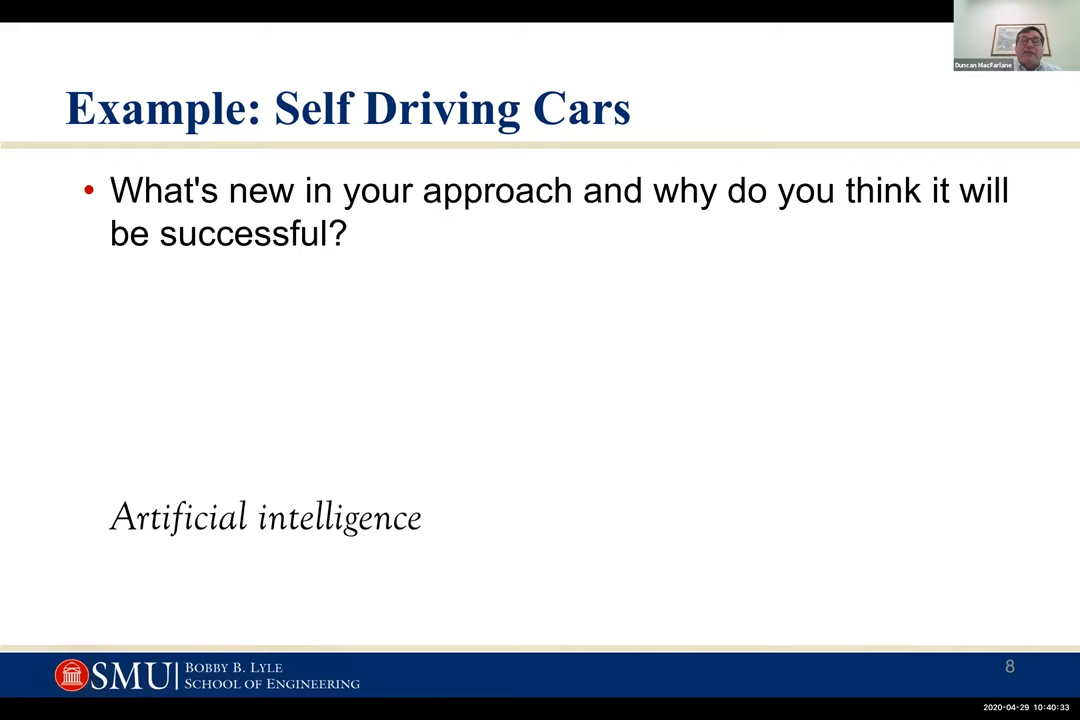 Duncan MacFarlane
Example: Self Driving Cars
• What's new in your approach and why do you think it will
be successful?
Artificial intelligence
SMU
BOBBY B. LYLE
SCHOOL OF ENGINEERING
8
2020-04-29 10:40:33